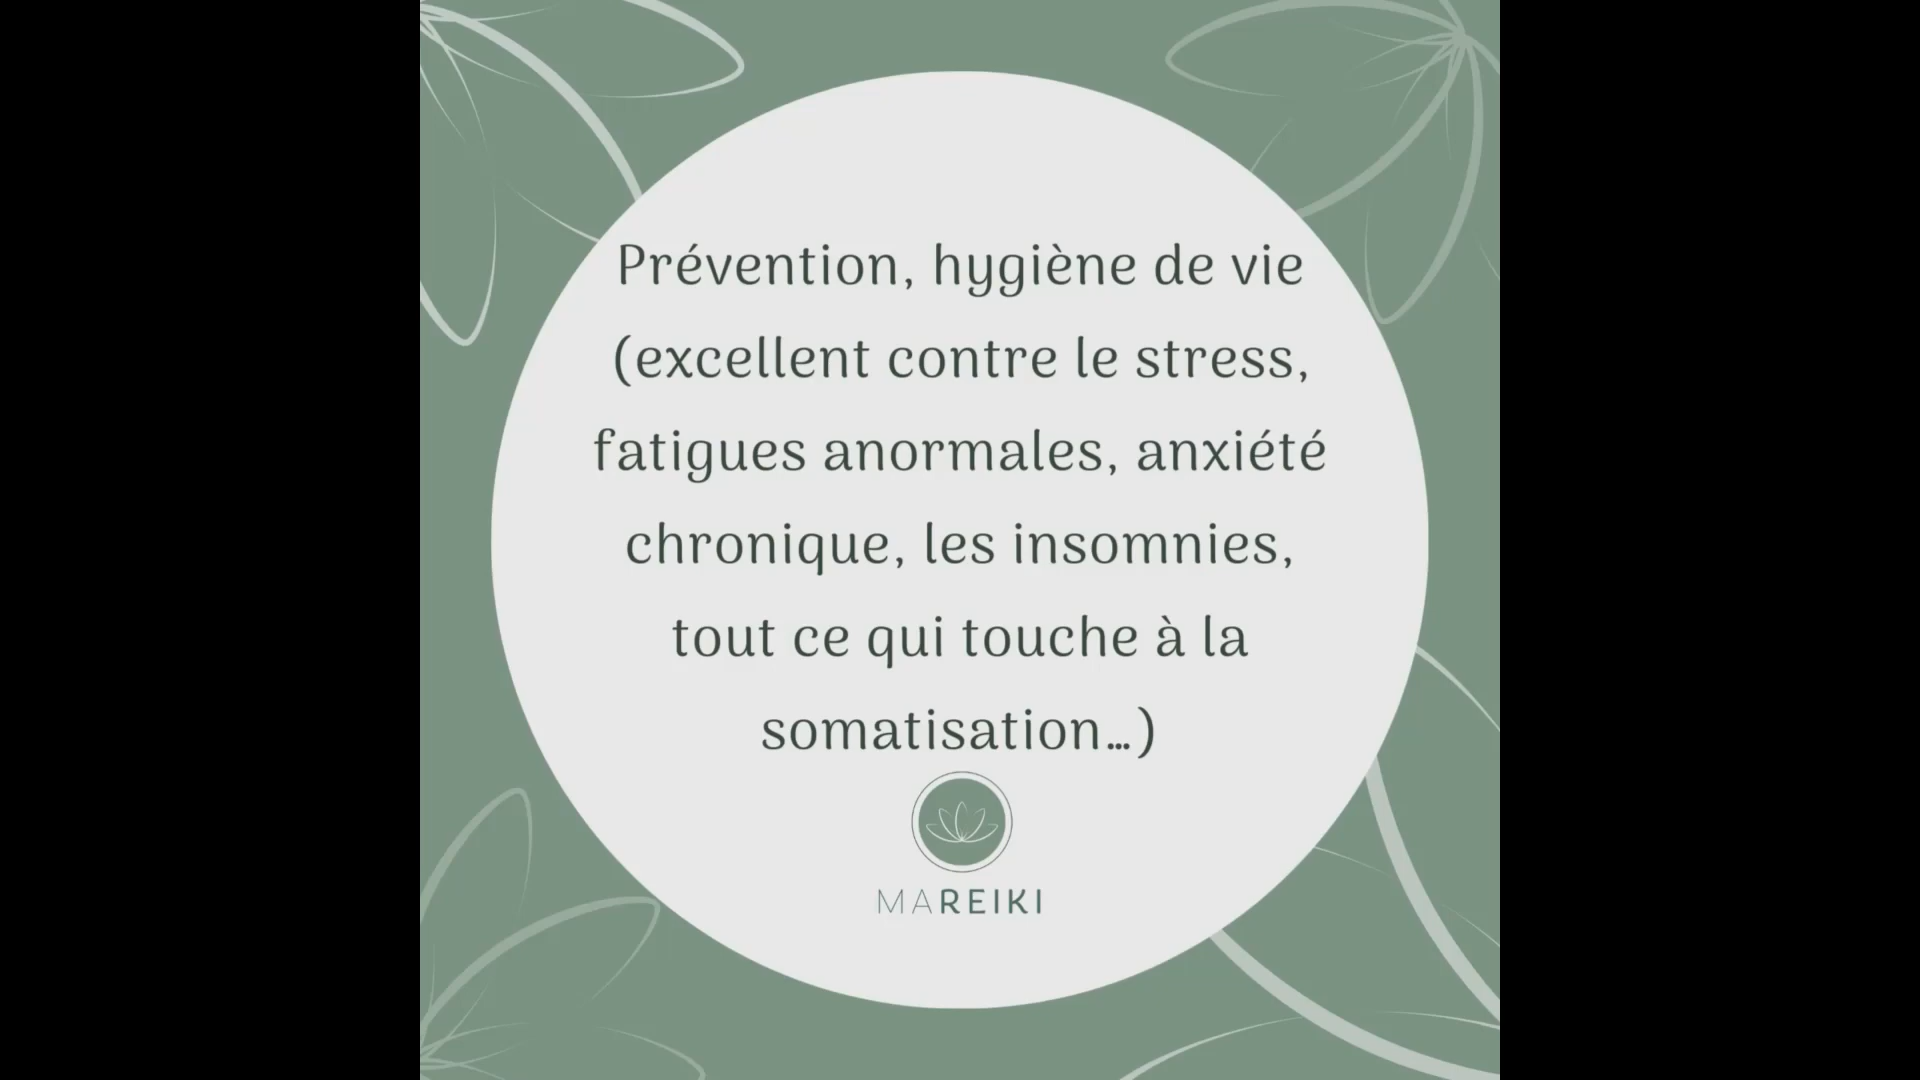 Prévention, hygiène de vie
(excellent contre le stress,
fatigues anormales, anxiété
chronique, les insomnies,
tout ce qui touche à la
somatisation…)
MAREIKI